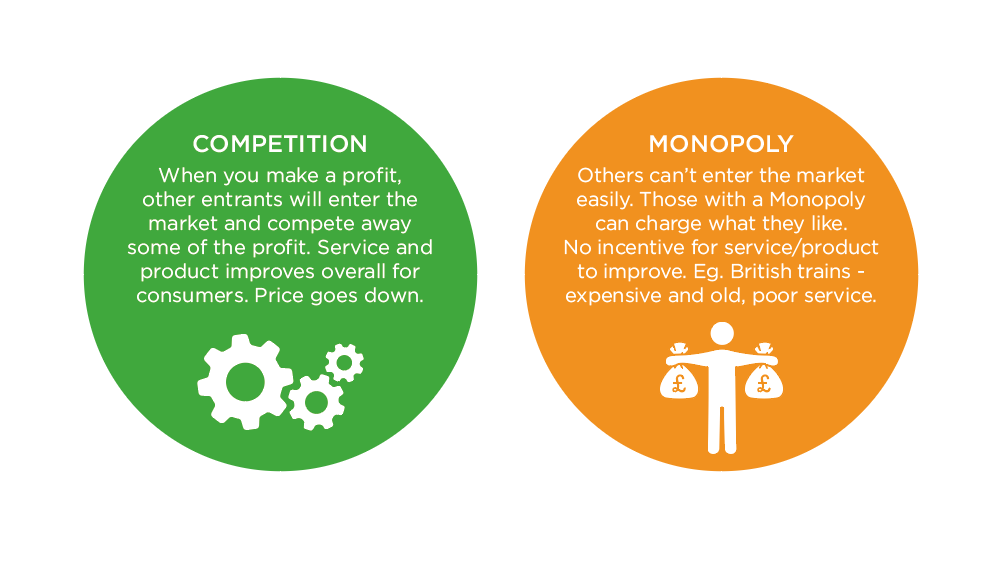 COMPETITION
When you make a profit,
other entrants will enter the
market and compete away
some of the profit. Service and
product improves overall for
consumers. Price goes down.
MONOPOLY
Others can’t enter the market
easily. Those with a Monopoly
can charge what they like.
No incentive for service/product
to improve. Eg. British trains -
expensive and old, poor service.
£
£